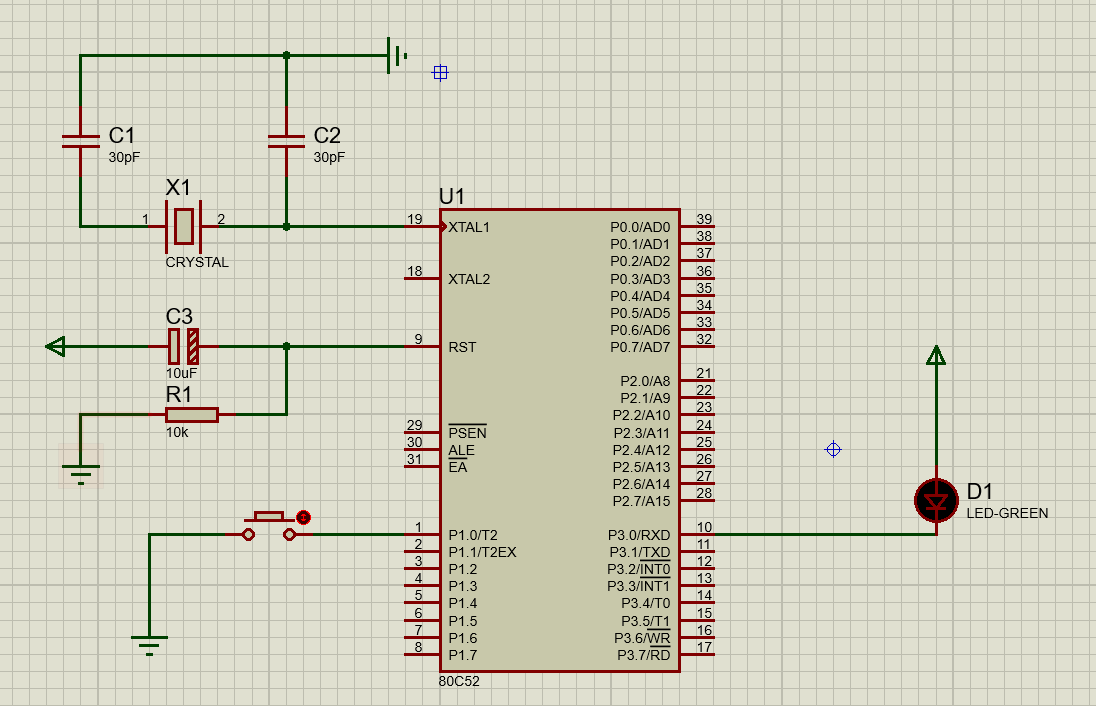 C1
30pF
C2
30pF
X1
1
2
CRYSTAL
C3
10uF
R1
10k
U1
19 XTAL1
18 XTAL2
9 RST
29 PSEN
30 ALE
31 EA
1 P1.0/T2
2 P1.1/T2EX
3 P1.2
4 P1.3
5 P1.4
6 P1.5
7 P1.6
8 P1.7
P0.0/AD0 39
P0.1/AD1 38
P0.2/AD2 37
P0.3/AD3 36
P0.4/AD4 35
P0.5/AD5 34
P0.6/AD6 33
P0.7/AD7 32
P2.0/A8 21
P2.1/A9 22
P2.2/A10 23
P2.3/A11 24
P2.4/A12 25
P2.5/A13 26
P2.6/A14 27
P2.7/A15 28
P3.0/RXD 10
P3.1/TXD 11
P3.2/INT0 12
P3.3/INT1 13
P3.4/T0 14
P3.5/T1 15
P3.6/WR 16
P3.7/RD 17
80C52
D1
LED-GREEN